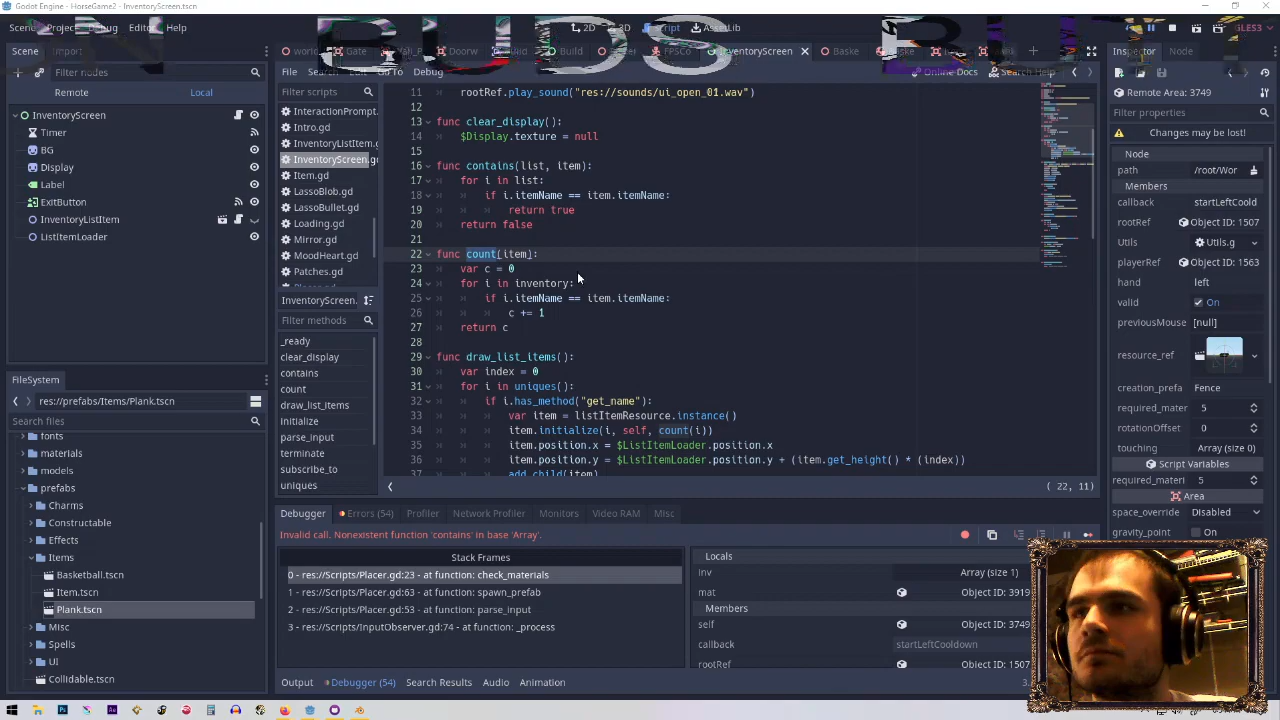 Godot Engine - HorseGame2 - InventoryScreen.tscn
Scene
Debug
Editor
Help
2D
3D
Script
AssetLib
GLES3
Scene
Import
world
Gate
Doorw
Build
InventoryScreen
Baske
Inspector
Node
Filter nodes
File
Search
Edit
Go To
Debug
Online Docs
Search Help
Remote
Local
Filter scripts
Remote Area: 3749
InventoryScreen
Timer
BG
Display
Label
ExitButton
InventoryListItem
ListItemLoader
Intro.gd
InventoryListItem.
InventoryScreen.g
Item.gd
LassoBlob.gd
Loading.gd
Mirror.gd
MoodHeart.gd
Patches.gd
InventoryScreen.
Filter methods
_ready
clear_display
contains
count
draw_list_items
initialize
parse_input
terminate
subscribe_to
uniques
11 rootRef.play_sound("res://sounds/ui_open_01.wav")
12
13 func clear_display():
14 $Display.texture = null
15
16 func contains(list, item):
17 for i in list:
18 if i.itemName == item.itemName:
19 return true
20 return false
21
22 func count(item):
23 var c = 0
24 for i in inventory:
25 if i.itemName == item.itemName:
26 c += 1
27 return c
28
29 func draw_list_items():
30 var index = 0
31 for i in uniques():
32 if i.has_method("get_name"):
33 var item = listItemResource.instance()
34 item.initialize(i, self, count(i))
35 item.position.x = $ListItemLoader.position.x
36 item.position.y = $ListItemLoader.position.y + (item.get_height() * (index))
37 add_child(item)
( 22, 11)
Filter properties
Changes may be lost!
Node
path /root/Wor
Members
callback startLeftCoold
rootRef Object ID: 1507
Utils Utils.g
playerRef Object ID: 1563
hand left
valid On
previousMouse [null]
resource_ref
creation_prefa Fence
required_mater 5
rotationOffset 0
touching Array (size 0)
Script Variables
required_materi 5
Area
space_override Disabled
gravity_point On
FileSystem
res://prefabs/Items/Plank.tscn
Search files
fonts
materials
models
prefabs
Charms
Constructable
Effects
Items
Basketball.tscn
Item.tscn
Plank.tscn
Misc
Spells
UI
Collidable.tscn
Debugger
Errors (54)
Profiler
Network Profiler
Monitors
Video RAM
Misc
Invalid call. Nonexistent function 'contains' in base 'Array'.
Stack Frames
0 - res://Scripts/Placer.gd:23 - at function: check_materials
1 - res://Scripts/Placer.gd:63 - at function: spawn_prefab
2 - res://Scripts/Placer.gd:53 - at function: parse_input
3 - res://Scripts/InputObserver.gd:74 - at function: _process
Locals
inv Array (size 1)
mat Object ID: 3919
Members
self Object ID: 3749
callback startLeftCooldown
rootRef Object ID: 1507
Output
Debugger (54)
Search Results
Audio
Animation
3.